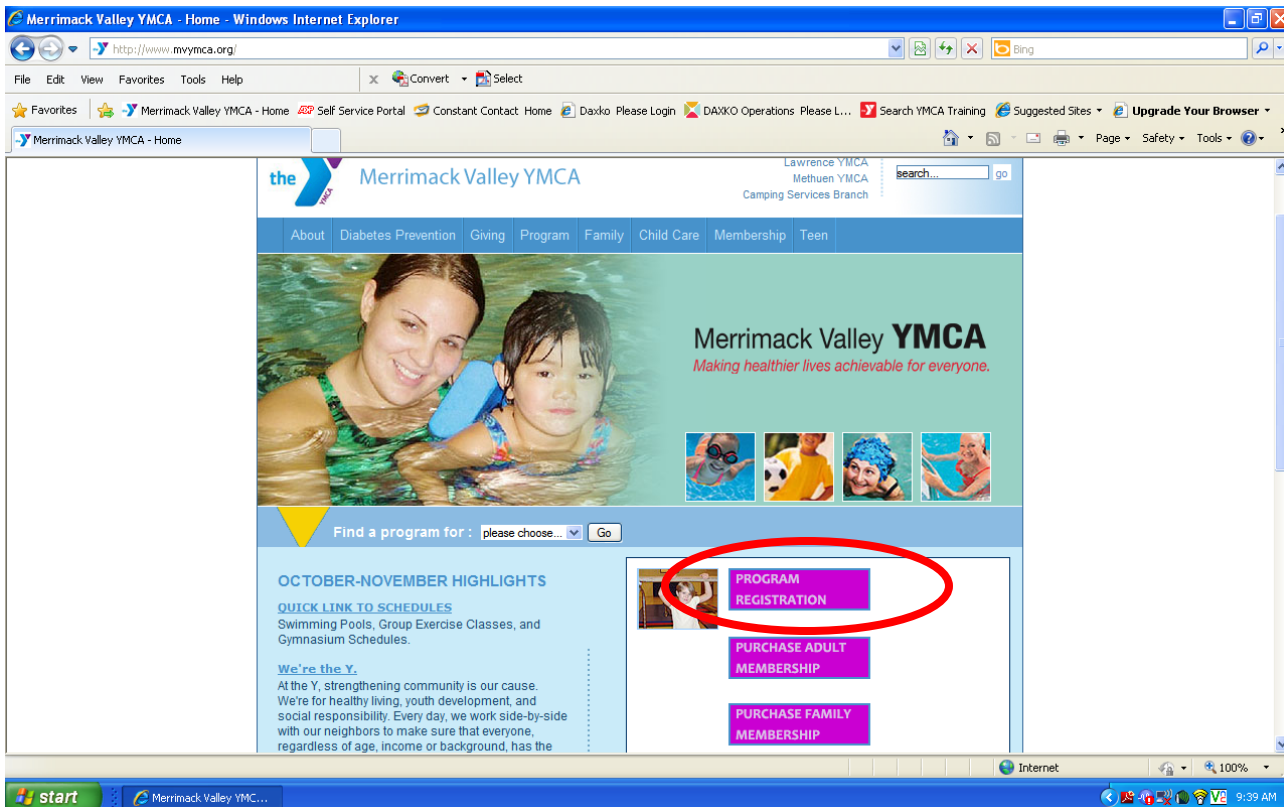 Merrimack Valley YMCA - Home - Windows Internet Explorer
http://www.mvymca.org/
Bing
File Edit View Favorites Tools Help
x Convert Select
Favorites Merrimack Valley YMCA - Home ADP Self Service Portal Constant Contact Home Daxko Please Login DAXKO Operations Please L... Search YMCA Training Suggested Sites Upgrade Your Browser
Merrimack Valley YMCA - Home
Page Safety Tools
the YMCA
Merrimack Valley YMCA
Lawrence YMCA
Methuen YMCA
Camping Services Branch
search... go
About Diabetes Prevention Giving Program Family Child Care Membership Teen
Merrimack Valley YMCA
Making healthier lives achievable for everyone.
Find a program for : please choose... Go
OCTOBER-NOVEMBER HIGHLIGHTS
QUICK LINK TO SCHEDULES
Swimming Pools, Group Exercise Classes, and
Gymnasium Schedules.
We're the Y.
At the Y, strengthening community is our cause.
We're for healthy living, youth development, and
social responsibility. Every day, we work side-by-side
with our neighbors to make sure that everyone,
regardless of age, income or background, has the
PROGRAM
REGISTRATION
PURCHASE ADULT
MEMBERSHIP
PURCHASE FAMILY
MEMBERSHIP
Internet 100%
start Merrimack Valley YMC... 9:39 AM